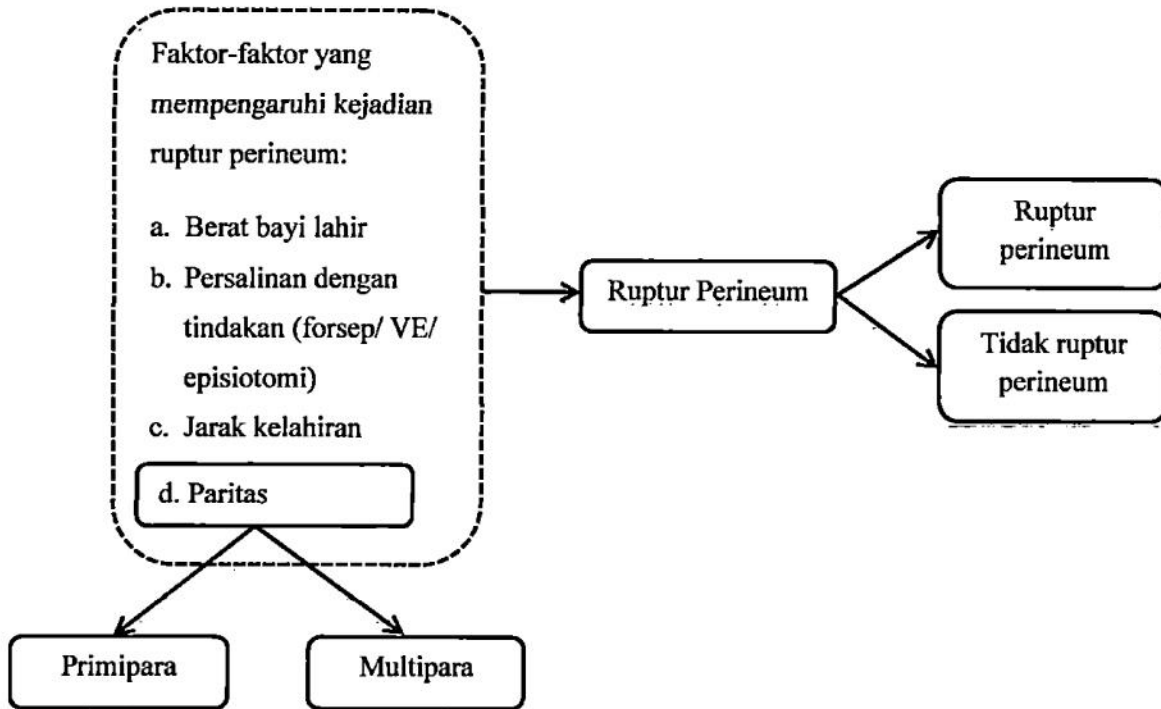 Faktor-faktor yang
mempengaruhi kejadian
ruptur perineum:
a. Berat bayi lahir
b. Persalinan dengan
tindakan (forsep/ VE/
episiotomi)
c. Jarak kelahiran
d. Paritas
Primipara
Multipara
Ruptur Perineum
Ruptur
perineum
Tidak ruptur
perineum